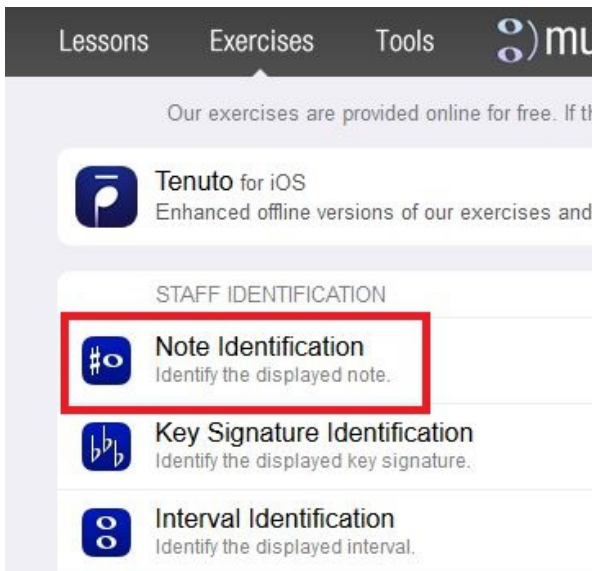 Lessons Exercises Tools mu
Our exercises are provided online for free. If th
Tenuto for iOS
Enhanced offline versions of our exercises and
STAFF IDENTIFICATION
Note Identification
Identify the displayed note.
Key Signature Identification
Identify the displayed key signature.
Interval Identification
Identify the displayed interval.